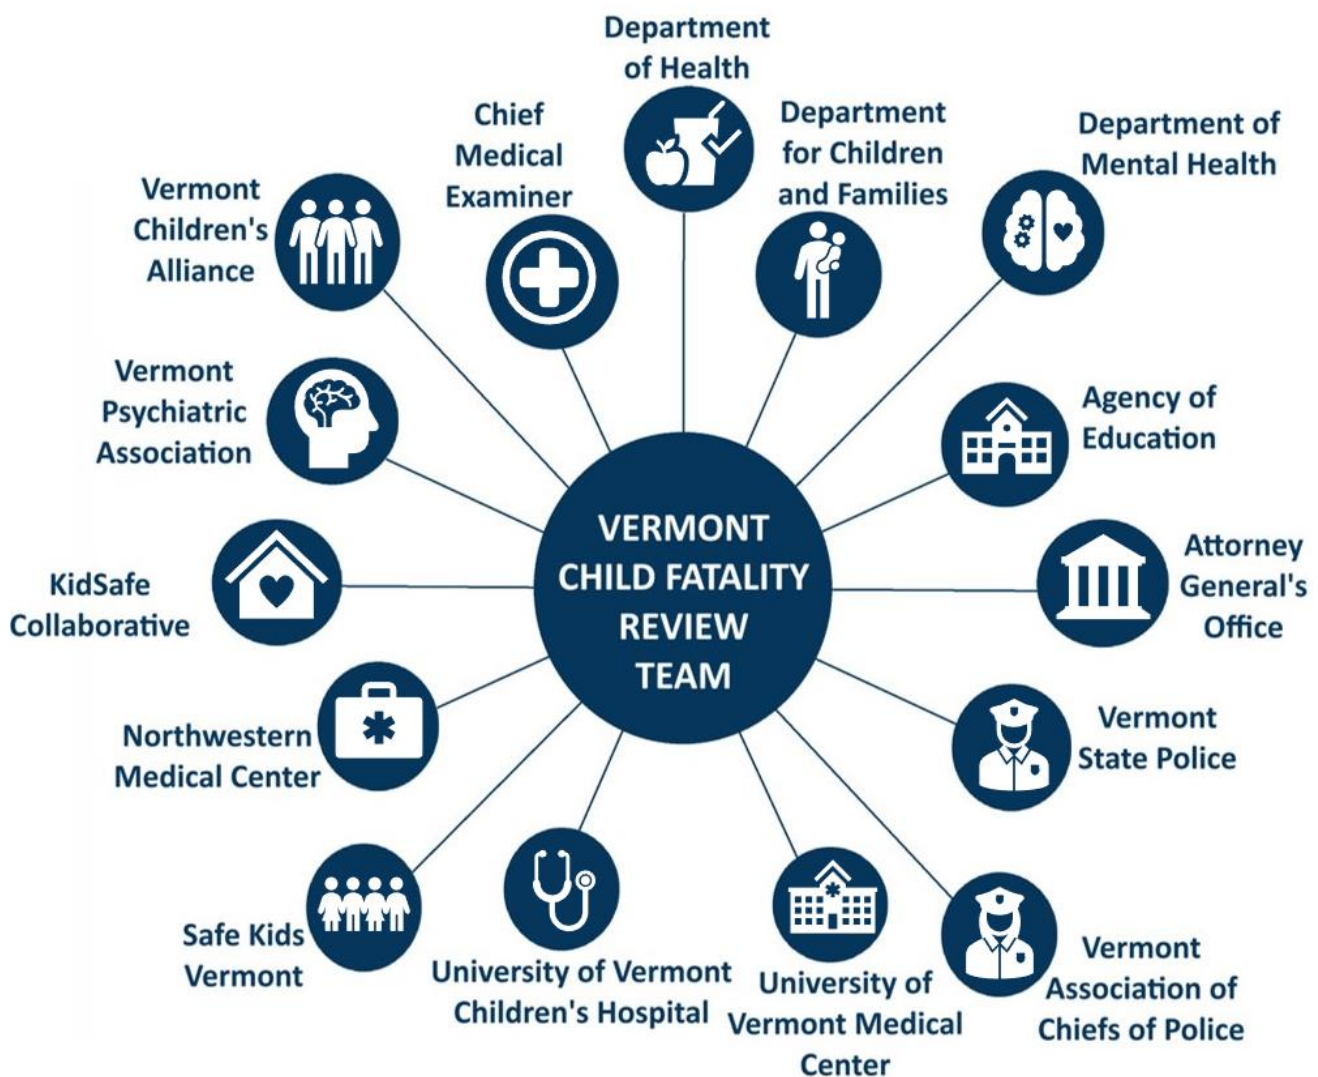 Department
of Health
Chief
Medical
Examiner
Department
for Children
and Families
Department of
Mental Health
Vermont
Children's
Alliance
Vermont
Psychiatric
Association
Agency of
Education
VERMONT
CHILD FATALITY
REVIEW
TEAM
KidSafe
Collaborative
Attorney
General's
Office
Northwestern
Medical Center
Vermont
State Police
Safe Kids
Vermont
University of Vermont
Children's Hospital
University of
Vermont Medical
Center
Vermont
Association of
Chiefs of Police